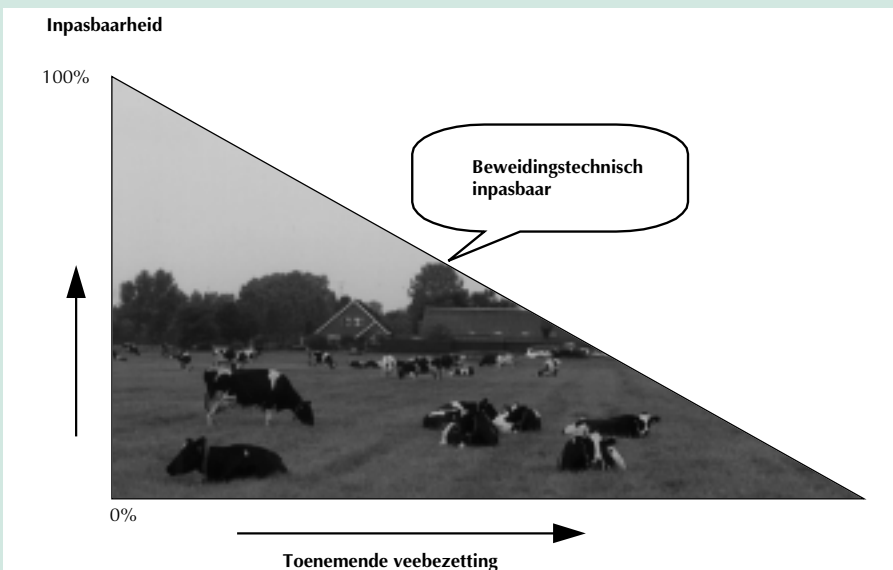 Inpasbaarheid
100%
Beweidingstechnisch
inpasbaar
0%
Toenemende veebezetting